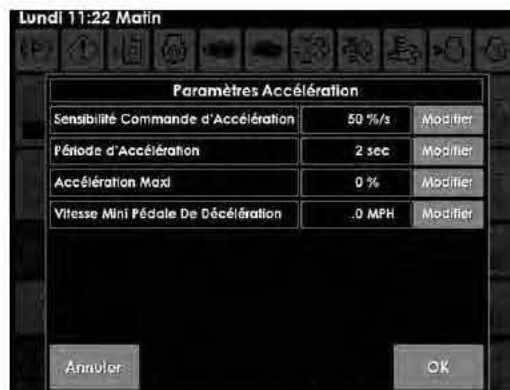 Lundi 11:22 Matin
Paramètres Accélération
Sensibilité Commande d'Accélération 50 %/s Modifier
Période d'Accélération 2 sec Modifier
Accélération Maxi 0 % Modifier
Vitesse Mini Pédale De Décélération .0 MPH Modifier
Annuler OK